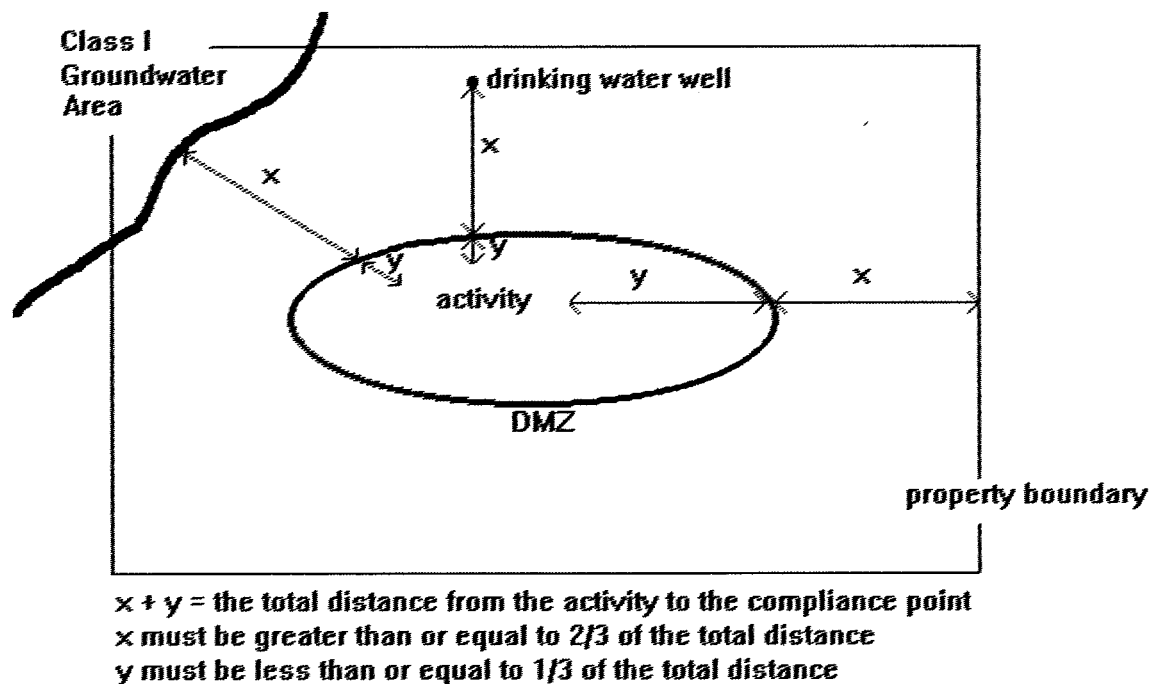 Class I
Groundwater
Area
drinking water well
x
x
y
y
activity
y
x
DMZ
property boundary
x + y = the total distance from the activity to the compliance point
x must be greater than or equal to 2/3 of the total distance
y must be less than or equal to 1/3 of the total distance